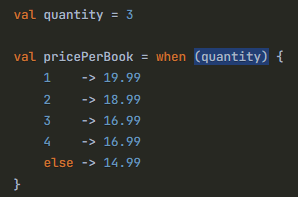 val quantity = 3
val pricePerBook = when (quantity) {
1 -> 19.99
2 -> 18.99
3 -> 16.99
4 -> 16.99
else -> 14.99
}